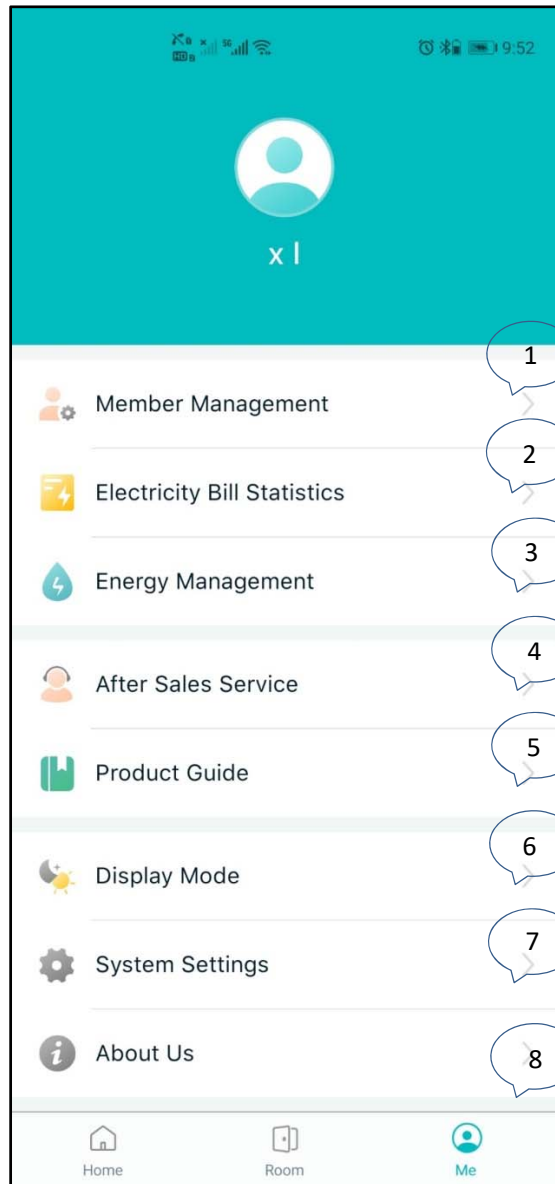 9:52
x l
1
Member Management
2
Electricity Bill Statistics
3
Energy Management
4
After Sales Service
5
Product Guide
6
Display Mode
7
System Settings
8
About Us
Home Room Me